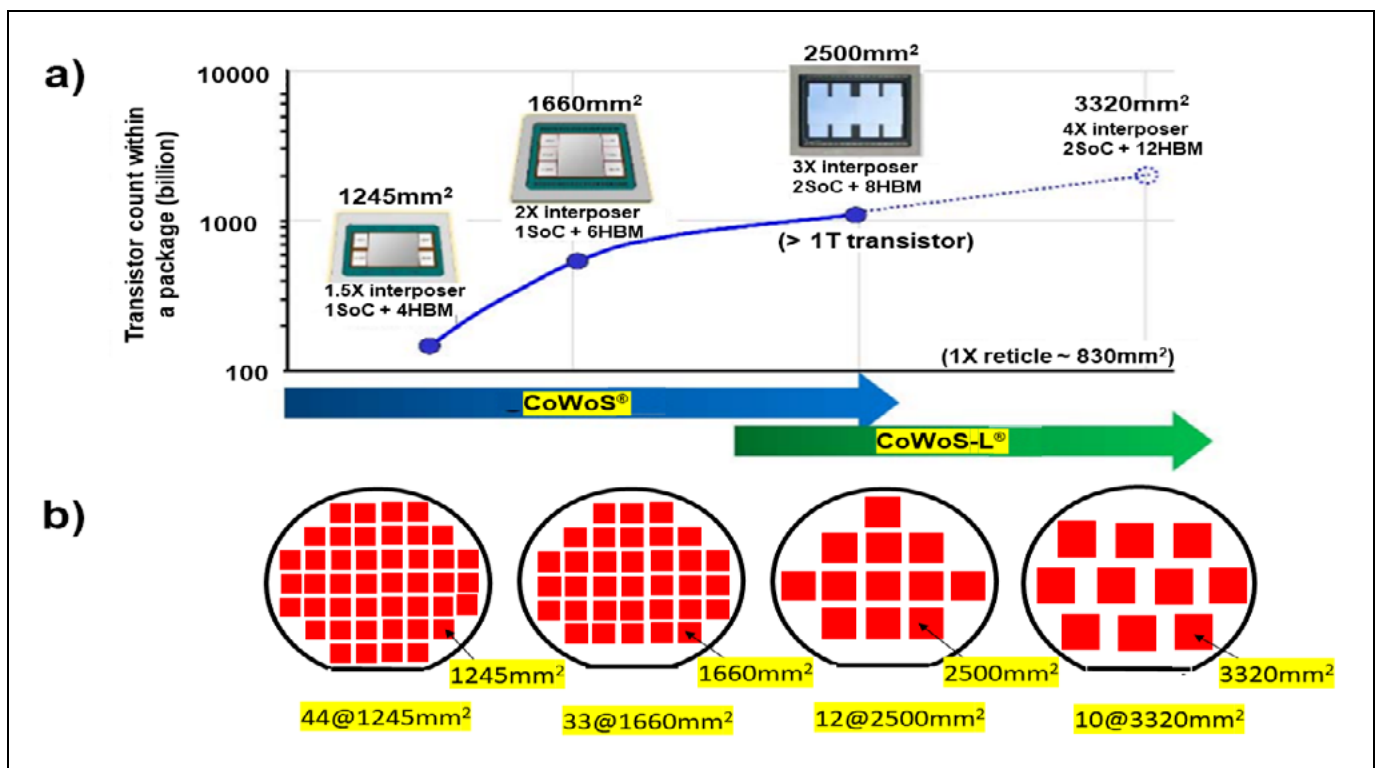 a)
Transistor count within
a package (billion)
10000
1000
100
1245mm²
1.5X interposer
1SoC + 4HBM
1660mm²
2X interposer
1SoC + 6HBM
2500mm²
3X interposer
2SoC + 8HBM
(> 1T transistor)
3320mm²
4X interposer
2SoC + 12HBM
(1X reticle ~ 830mm²)
CoWoS®
CoWoS-L®
b)
1245mm²
1660mm²
2500mm²
3320mm²
44@1245mm²
33@1660mm²
12@2500mm²
10@3320mm²